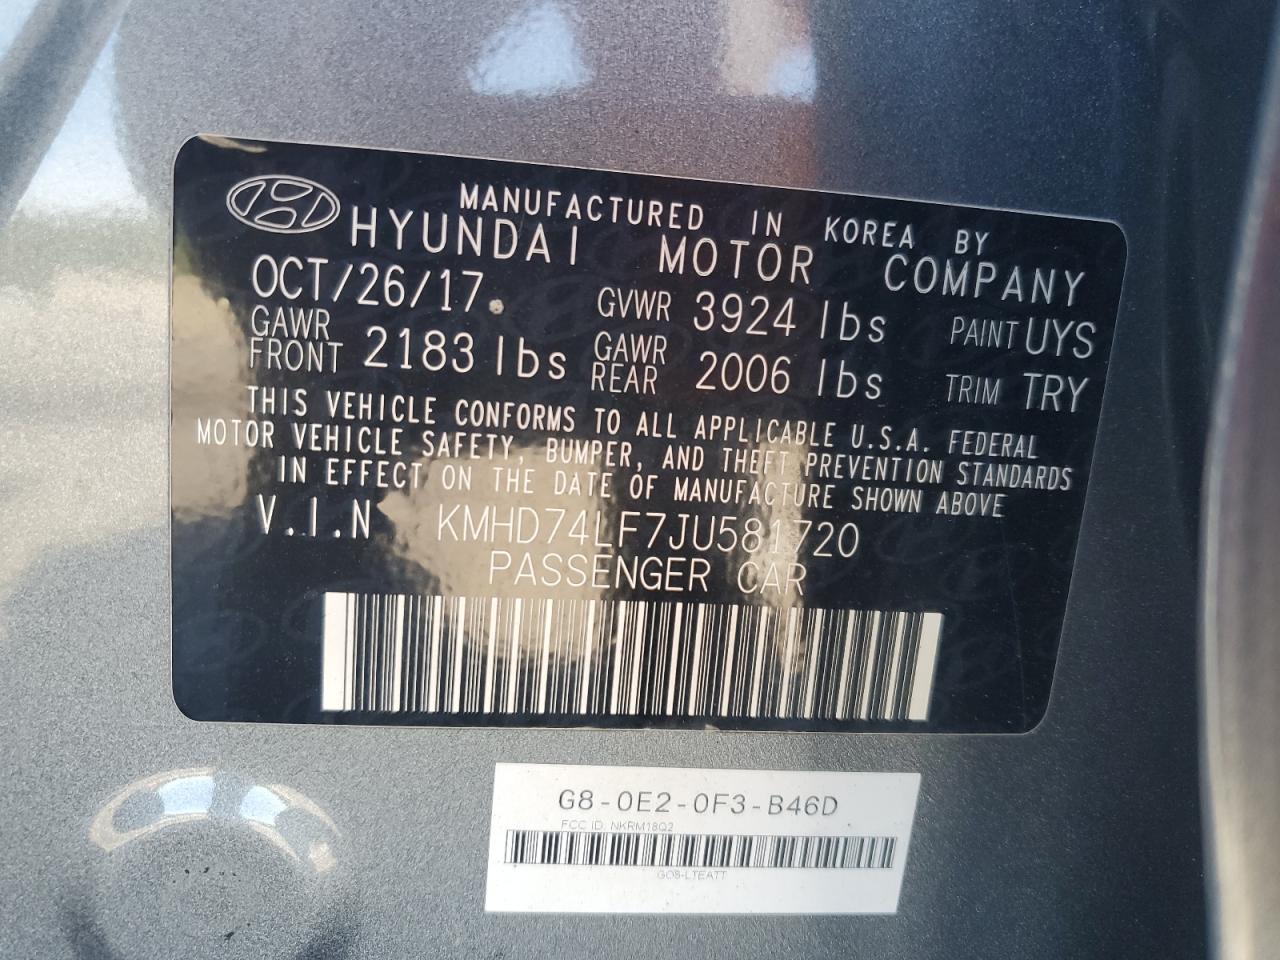 MANUFACTURED IN KOREA BY
HYUNDAI MOTOR COMPANY
OCT/26/17 GVWR 3924 lbs PAINT UYS
GAWR FRONT 2183 lbs GAWR REAR 2006 lbs TRIM TRY
THIS VEHICLE CONFORMS TO ALL APPLICABLE U.S.A. FEDERAL
MOTOR VEHICLE SAFETY, BUMPER, AND THEFT PREVENTION STANDARDS
IN EFFECT ON THE DATE OF MANUFACTURE SHOWN ABOVE
V.I.N KMHD74LF7JU581720
PASSENGER CAR
G8-0E2-0F3-B46D
FCC ID: NKRM18Q2
GO8-LTEATT